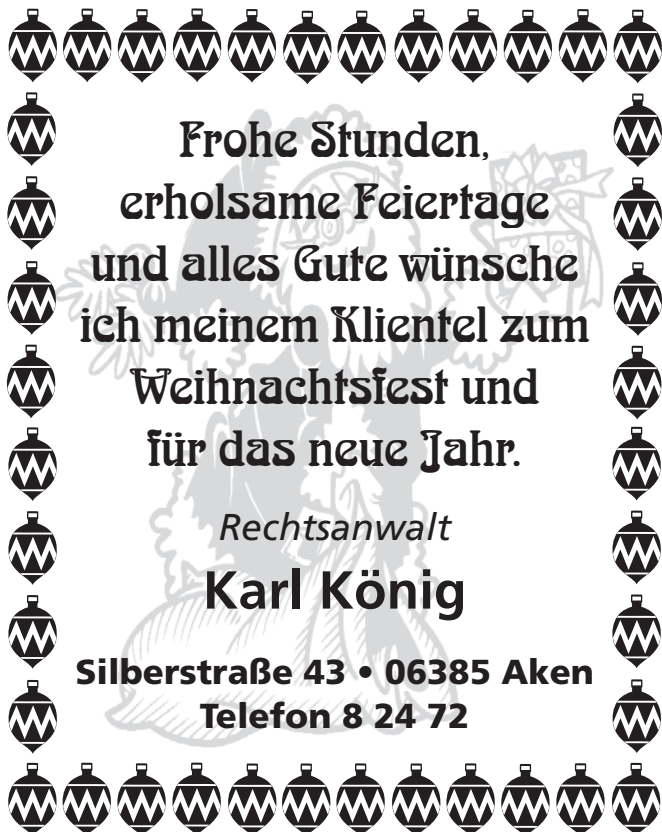 Frohe Stunden,
erholsame Feiertage
und alles Gute wünsche
ich meinem Klientel zum
Weihnachtsfest und
für das neue Jahr.
Rechtsanwalt
Karl König
Silberstraße 43 • 06385 Aken
Telefon 8 24 72